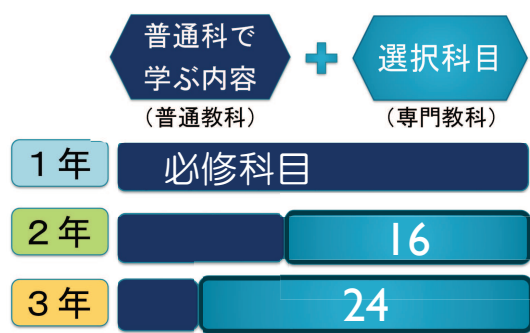 普通科で
学ぶ内容
+
選択科目
(普通教科)
(専門教科)
1年
必修科目
2年
16
3年
24